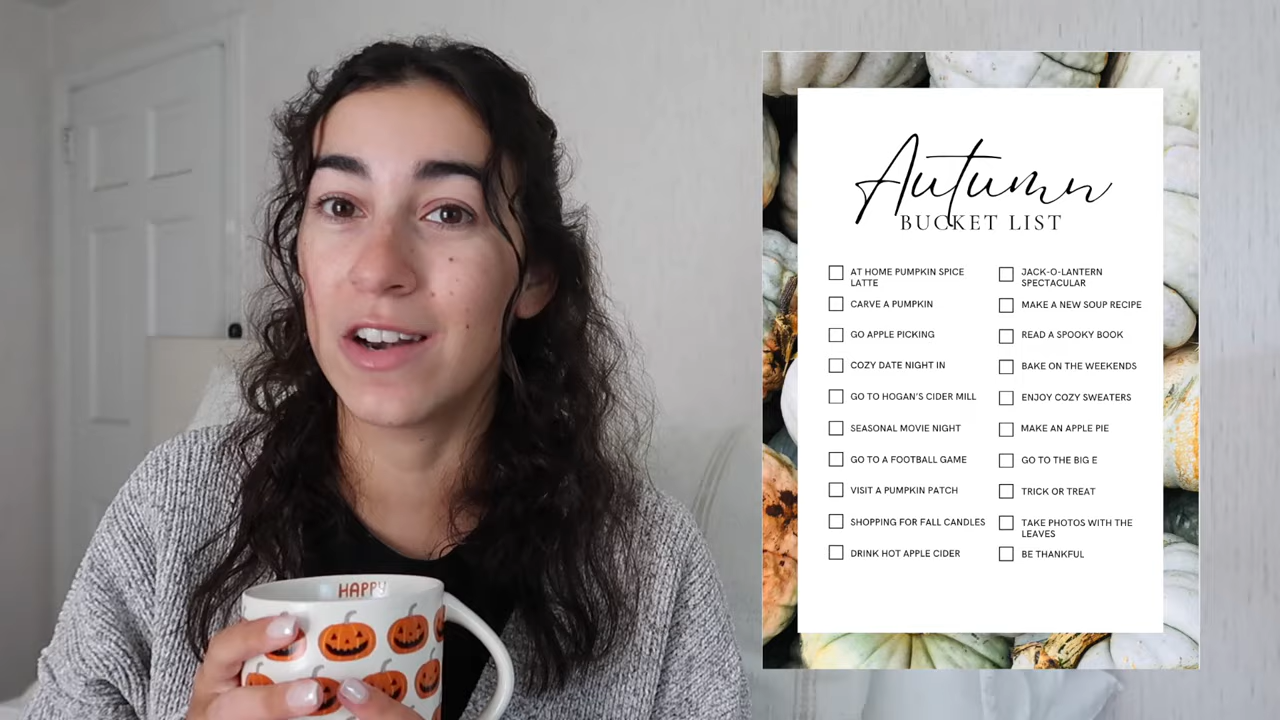 Autumn
BUCKET LIST
AT HOME PUMPKIN SPICE
LATTE
CARVE A PUMPKIN
GO APPLE PICKING
COZY DATE NIGHT IN
GO TO HOGAN'S CIDER MILL
SEASONAL MOVIE NIGHT
GO TO A FOOTBALL GAME
VISIT A PUMPKIN PATCH
SHOPPING FOR FALL CANDLES
DRINK HOT APPLE CIDER
JACK-O-LANTERN
SPECTACULAR
MAKE A NEW SOUP RECIPE
READ A SPOOKY BOOK
BAKE ON THE WEEKENDS
ENJOY COZY SWEATERS
MAKE AN APPLE PIE
GO TO THE BIG E
TRICK OR TREAT
TAKE PHOTOS WITH THE
LEAVES
BE THANKFUL
HAPPY